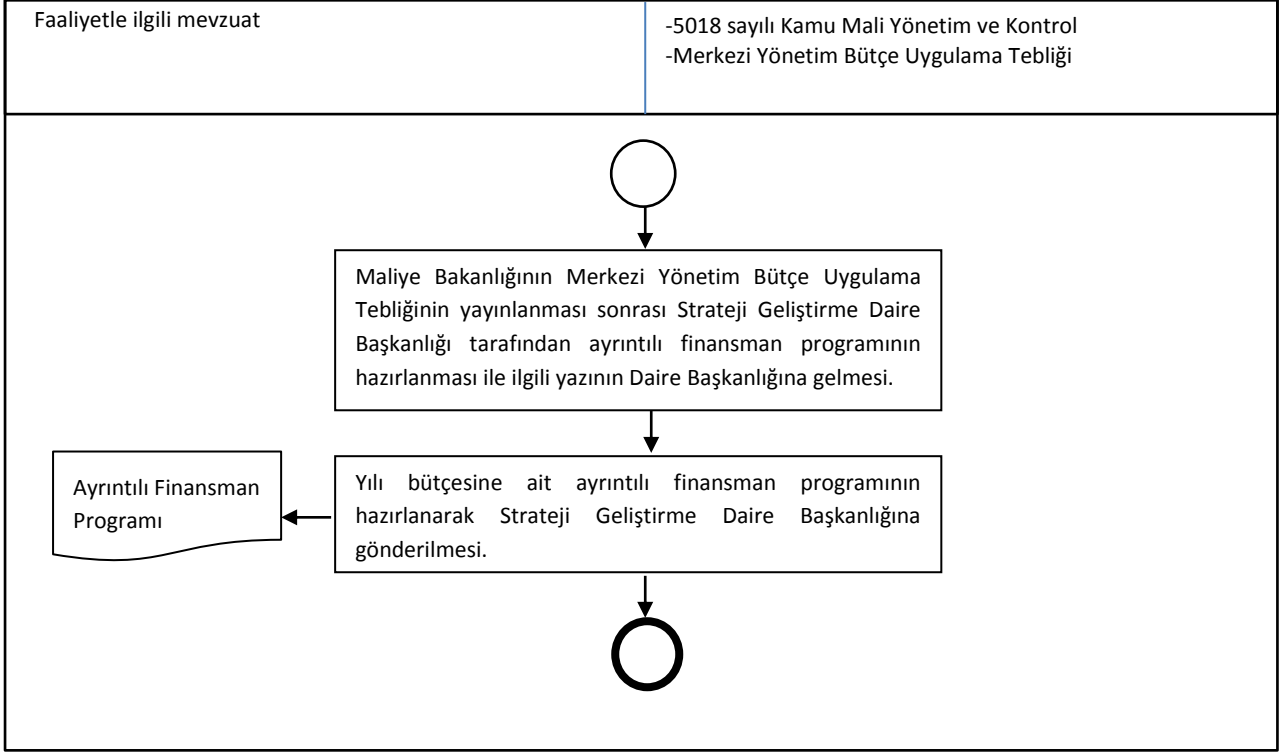 Faaliyetle ilgili mevzuat
-5018 sayılı Kamu Mali Yönetim ve Kontrol
-Merkezi Yönetim Bütçe Uygulama Tebliği
Maliye Bakanlığının Merkezi Yönetim Bütçe Uygulama
Tebliğinin yayınlanması sonrası Strateji Geliştirme Daire
Başkanlığı tarafından ayrıntılı finansman programının
hazırlanması ile ilgili yazının Daire Başkanlığına gelmesi.
Ayrıntılı Finansman
Programı
Yılı bütçesine ait ayrıntılı finansman programının
hazırlanarak Strateji Geliştirme Daire Başkanlığına
gönderilmesi.